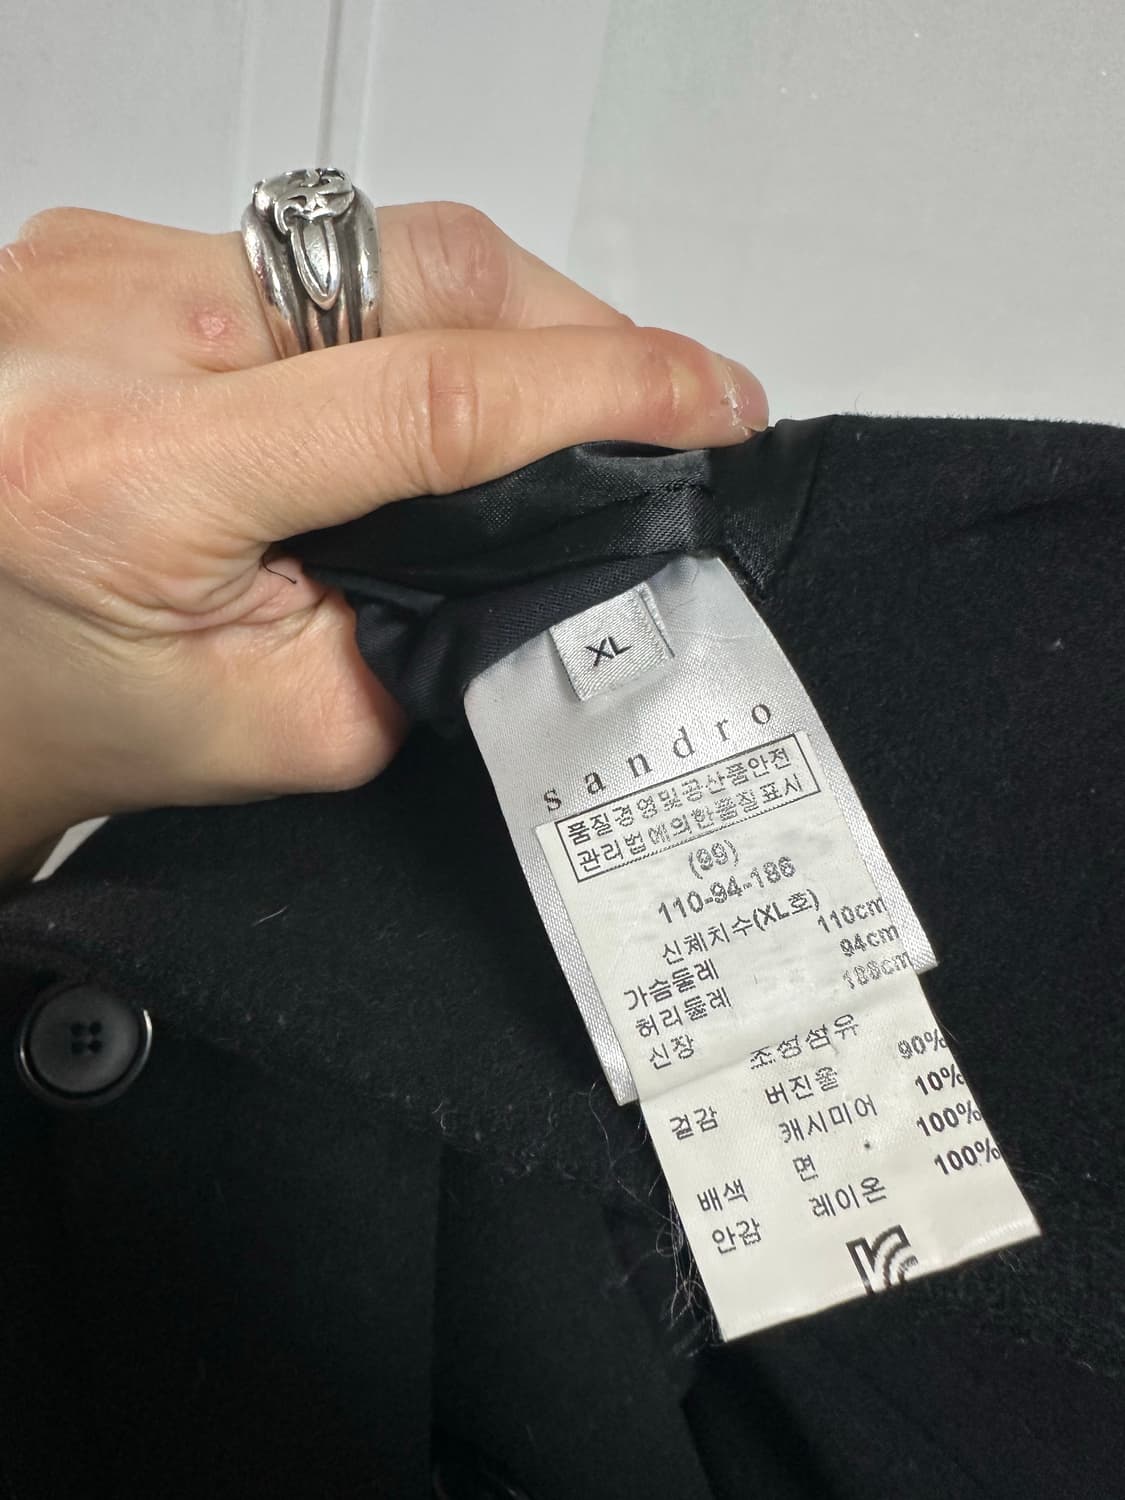 XL
sandro
품질경영및공산품안전
관리법에의한품질표시
(99)
110-94-186
신체치수(XL호)
가슴둘레 110cm
허리둘레 94cm
신장 186cm
조성섬유
겉감 버진울 90%
캐시미어 10%
배색 면 100%
안감 레이온 100%